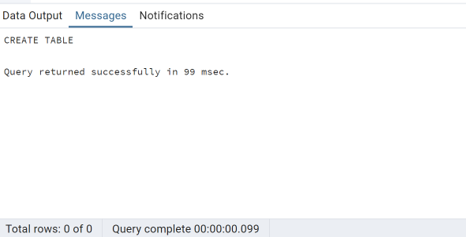 Data Output Messages Notifications
CREATE TABLE
Query returned successfully in 99 msec.
Total rows: 0 of 0 Query complete 00:00:00.099